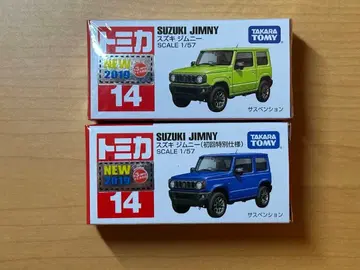 トミカ
SUZUKI JIMNY
スズキ ジムニー
SCALE 1/57
TAKARA
TOMY
NEW
2019
14
サスペンション
トミカ
SUZUKI JIMNY
スズキ ジムニー(初回特別仕様)
SCALE 1/57
TAKARA
TOMY
NEW
2019
14
サスペンション